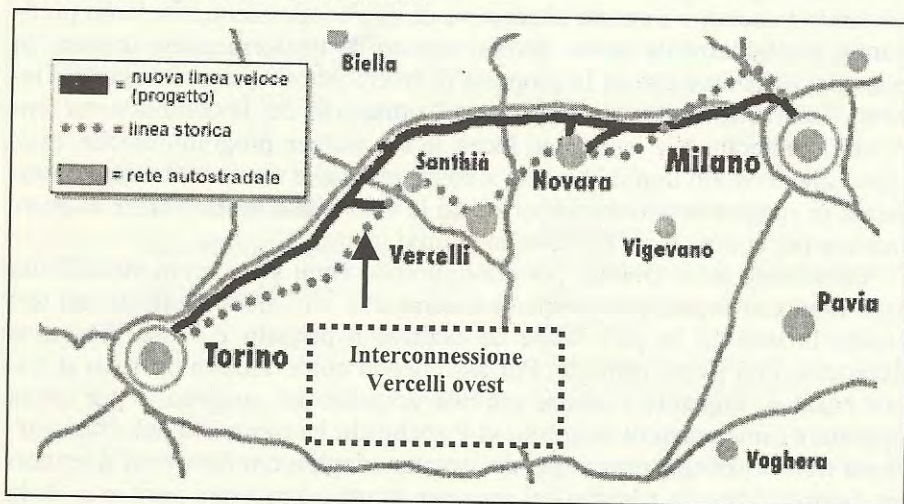 Biella
nuova linea veloce
= (progetto)
= linea storica
= rete autostradale
Santhià
Novara
Milano
Vercelli
Vigevano
Pavia
Torino
Interconnessione
Vercelli ovest
Voghera